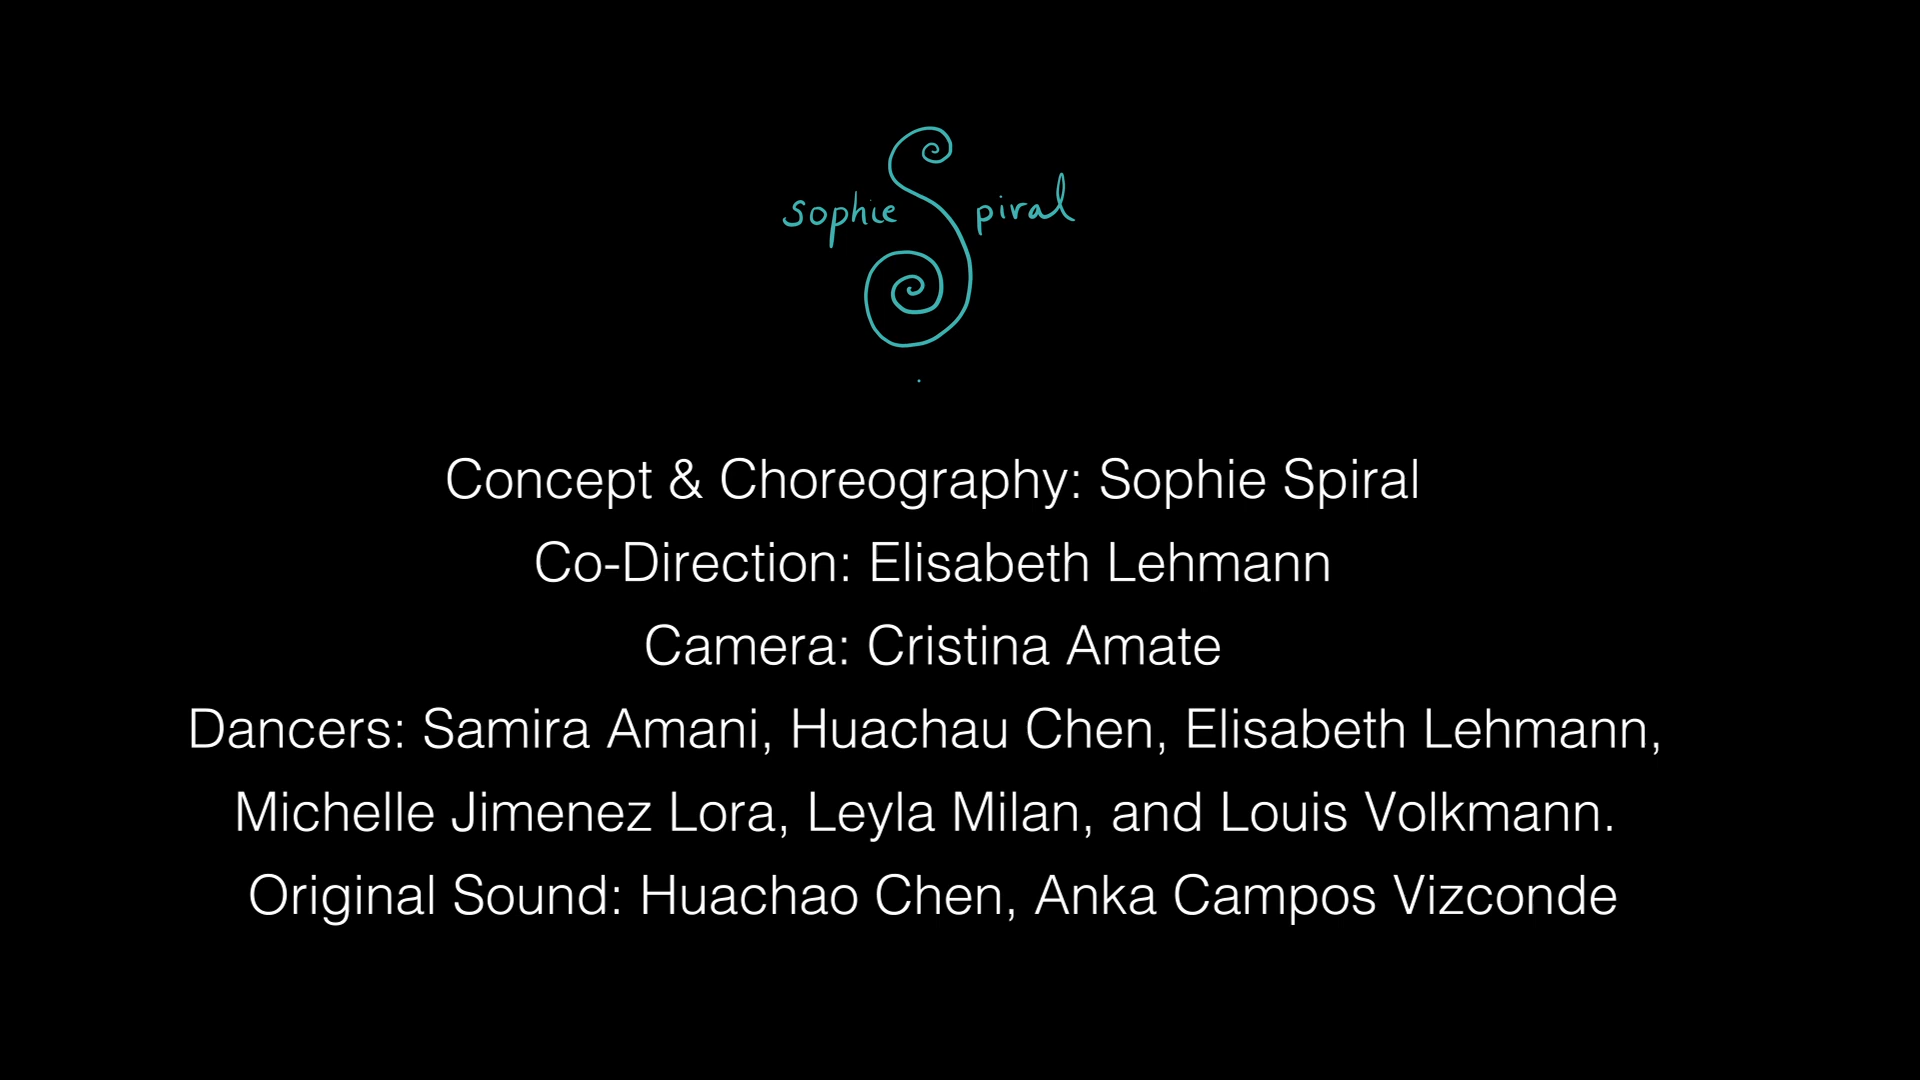 sophie Spiral
Concept & Choreography: Sophie Spiral
Co-Direction: Elisabeth Lehmann
Camera: Cristina Amate
Dancers: Samira Amani, Huachau Chen, Elisabeth Lehmann,
Michelle Jimenez Lora, Leyla Milan, and Louis Volkmann.
Original Sound: Huachao Chen, Anka Campos Vizconde